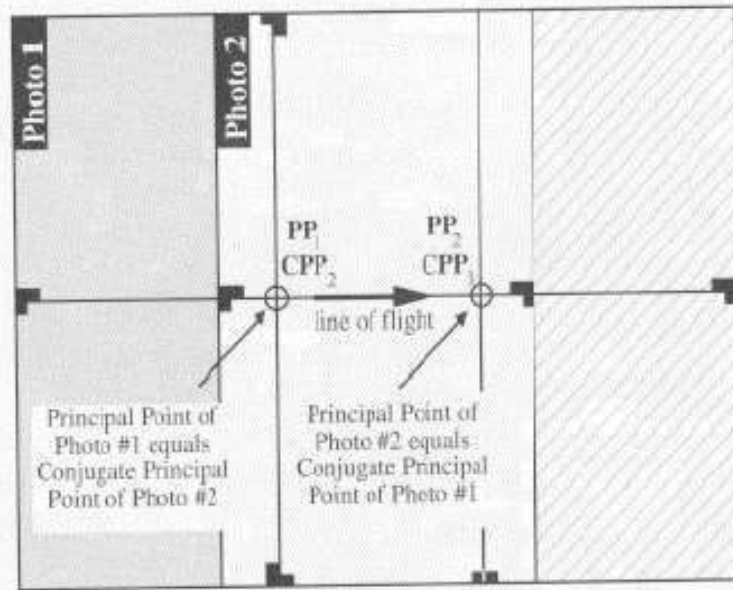 Photo 1
Photo 2
PP1
CPP2
PP2
CPP1
line of flight
Principal Point of
Photo #1 equals
Conjugate Principal
Point of Photo #2
Principal Point of
Photo #2 equals
Conjugate Principal
Point of Photo #1